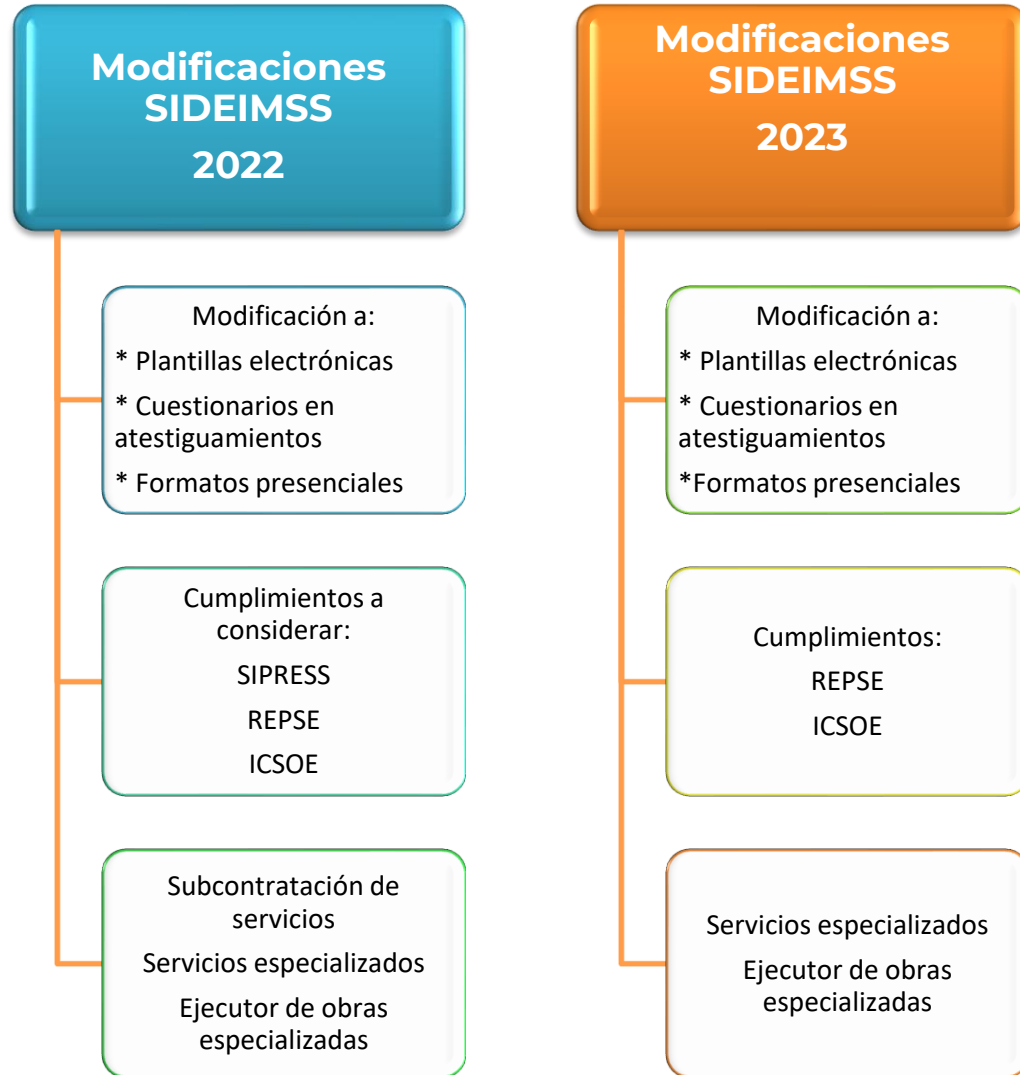 Modificaciones
SIDEIMSS
2022
Modificación a:
* Plantillas electrónicas
* Cuestionarios en
atestiguamientos
* Formatos presenciales
Cumplimientos a
considerar:
SIPRESS
REPSE
ICSOE
Subcontratación de
servicios
Servicios especializados
Ejecutor de obras
especializadas
Modificaciones
SIDEIMSS
2023
Modificación a:
* Plantillas electrónicas
* Cuestionarios en
atestiguamientos
*Formatos presenciales
Cumplimientos:
REPSE
ICSOE
Servicios especializados
Ejecutor de obras
especializadas